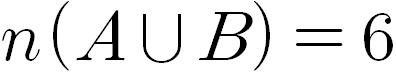 n(A ∪ B) = 6